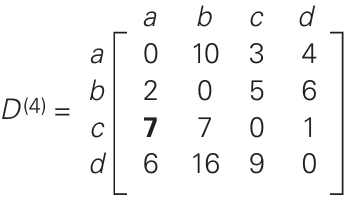 a b c d
a 0 10 3 4
b 2 0 5 6
D(4) =
c 7 7 0 1
d 6 16 9 0